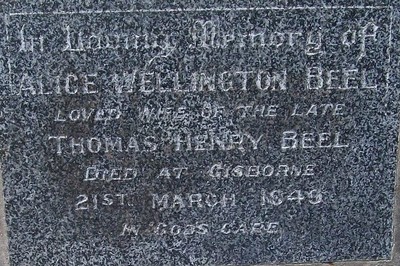 In Loving Memory of
ALICE WELLINGTON BEEL
LOVED WIFE OF THE LATE
THOMAS HENRY BEEL
DIED AT GISBORNE
21ST. MARCH 1949
IN GODS CARE